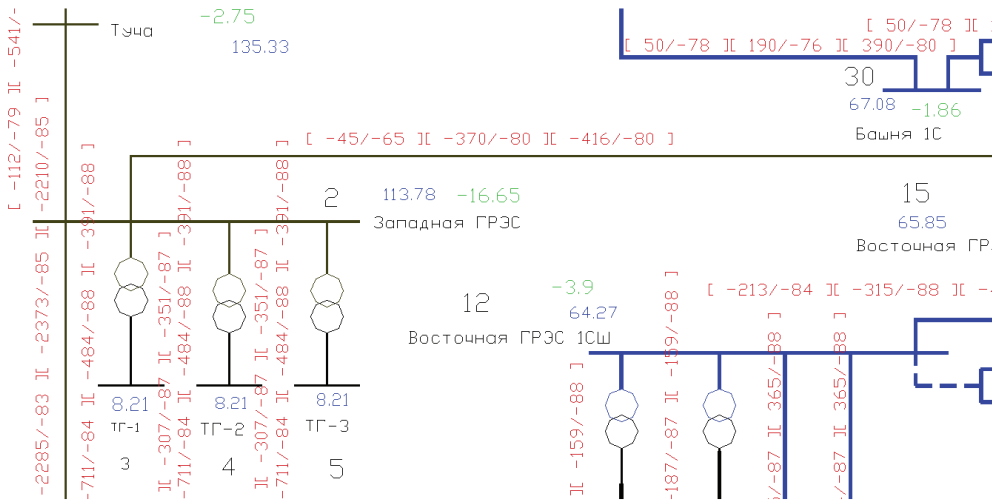 -2.75
Туча
135.33
[ 50/-78 ][
[ 50/-78 ][ 190/-76 ][ 390/-80 ]
30
67.08 -1.86
Башня 1С
[ -112/-79 ][ -541/-
-2285/-83 ][ -2373/-85 ][ -2210/-85 ]
[ -45/-65 ][ -370/-80 ][ -416/-80 ]
2
113.78 -16.65
Западная ГРЭС
15
65.85
Восточная ГР
-711/-84 ][ -484/-88 ][ -391/-88 ]
[ -307/-87 ][ -351/-87 ]
-711/-84 ][ -484/-88 ][ -391/-88 ]
[ -307/-87 ][ -351/-87 ]
-711/-84 ][ -484/-88 ][ -391/-88 ]
12
-3.9
64.27
Восточная ГРЭС 1СШ
[ -213/-84 ][ -315/-88 ][ -
8.21
ТГ-1
3
8.21
ТГ-2
4
8.21
ТГ-3
5
][ -159/-88 ]
-187/-87 ][ -159/-88 ]
/-87 ][ 365/-88 ]
/-87 ][ 365/-88 ]